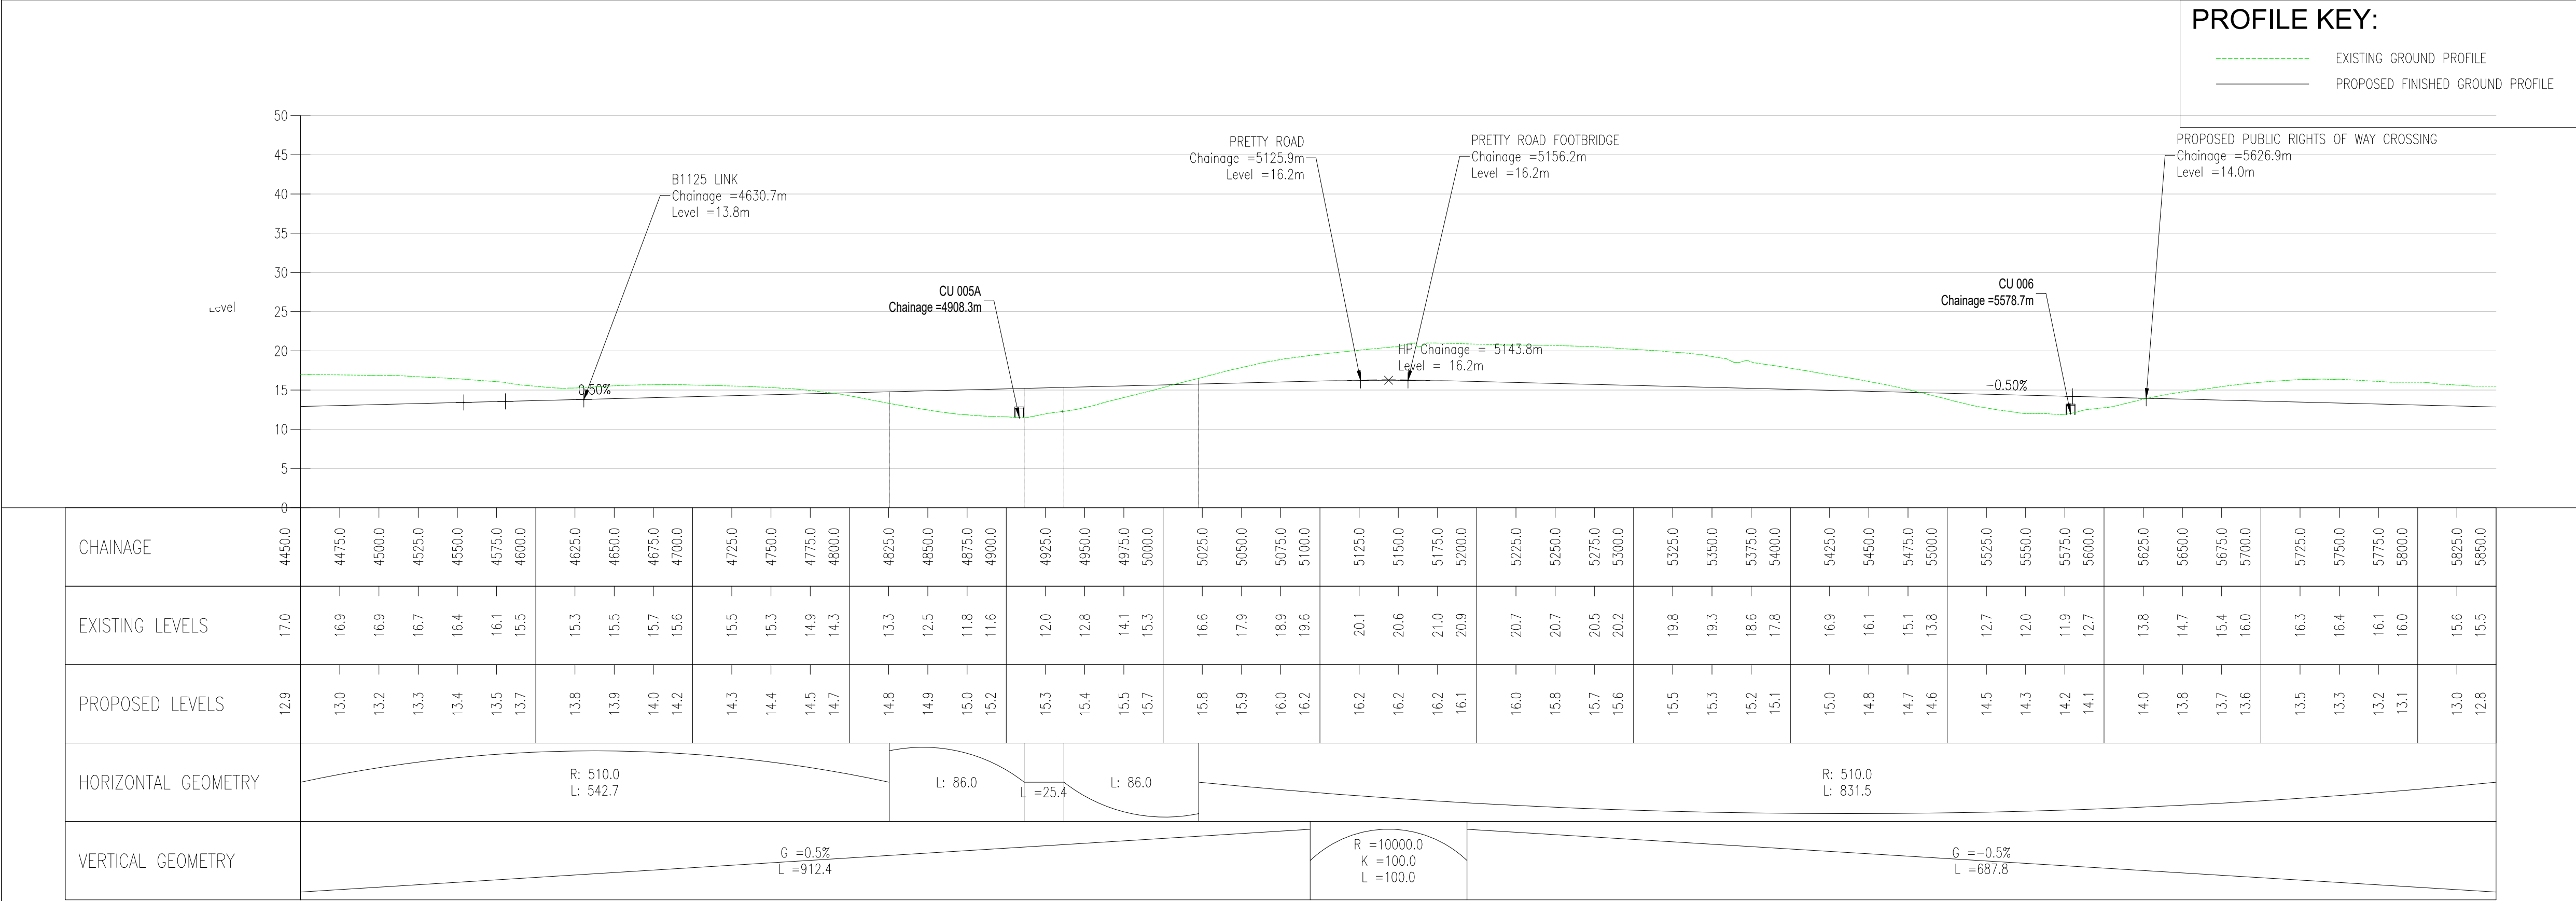 PROFILE KEY:
EXISTING GROUND PROFILE
PROPOSED FINISHED GROUND PROFILE
50
45
40
35
30
25
20
15
10
5
0
Level
B1125 LINK
Chainage =4630.7m
Level =13.8m
CU 005A
Chainage =4908.3m
PRETTY ROAD
Chainage =5125.9m
Level =16.2m
PRETTY ROAD FOOTBRIDGE
Chainage =5156.2m
Level =16.2m
HP Chainage = 5143.8m
Level = 16.2m
CU 006
Chainage =5578.7m
PROPOSED PUBLIC RIGHTS OF WAY CROSSING
Chainage =5626.9m
Level =14.0m
0.50%
-0.50%
CHAINAGE 4450.0 4475.0 4500.0 4525.0 4550.0 4575.0 4600.0 4625.0 4650.0 4675.0 4700.0 4725.0 4750.0 4775.0 4800.0 4825.0 4850.0 4875.0 4900.0 4925.0 4950.0 4975.0 5000.0 5025.0 5050.0 5075.0 5100.0 5125.0 5150.0 5175.0 5200.0 5225.0 5250.0 5275.0 5300.0 5325.0 5350.0 5375.0 5400.0 5425.0 5450.0 5475.0 5500.0 5525.0 5550.0 5575.0 5600.0 5625.0 5650.0 5675.0 5700.0 5725.0 5750.0 5775.0 5800.0 5825.0 5850.0
EXISTING LEVELS 17.0 16.9 16.9 16.7 16.4 16.1 15.5 15.3 15.5 15.7 15.6 15.5 15.3 14.9 14.3 13.3 12.5 11.8 11.6 12.0 12.8 14.1 15.3 16.6 17.9 18.9 19.6 20.1 20.6 21.0 20.9 20.7 20.7 20.5 20.2 19.8 19.3 18.6 17.8 16.9 16.1 15.1 13.8 12.7 12.0 11.9 12.7 13.8 14.7 15.4 16.0 16.3 16.4 16.1 16.0 15.6 15.5
PROPOSED LEVELS 12.9 13.0 13.2 13.3 13.4 13.5 13.7 13.8 13.9 14.0 14.2 14.3 14.4 14.5 14.7 14.8 14.9 15.0 15.2 15.3 15.4 15.5 15.7 15.8 15.9 16.0 16.2 16.2 16.2 16.2 16.1 16.0 15.8 15.7 15.6 15.5 15.3 15.2 15.1 15.0 14.8 14.7 14.6 14.5 14.3 14.2 14.1 14.0 13.8 13.7 13.6 13.5 13.3 13.2 13.1 13.0 12.8
HORIZONTAL GEOMETRY
R: 510.0
L: 542.7
L: 86.0
L =25.4
L: 86.0
R: 510.0
L: 831.5
VERTICAL GEOMETRY
G =0.5%
L =912.4
R =10000.0
K =100.0
L =100.0
G =-0.5%
L =687.8